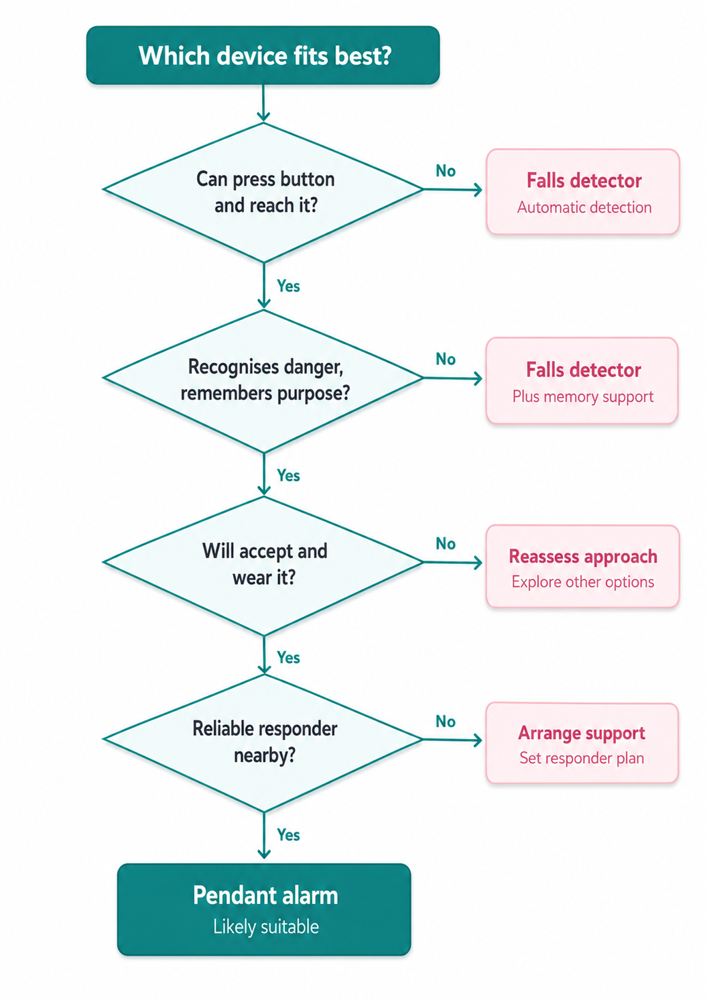 Which device fits best?
Can press button
and reach it?
No
Falls detector
Automatic detection
Yes
Recognises danger,
remembers purpose?
No
Falls detector
Plus memory support
Yes
Will accept and
wear it?
No
Reassess approach
Explore other options
Yes
Reliable responder
nearby?
No
Arrange support
Set responder plan
Yes
Pendant alarm
Likely suitable